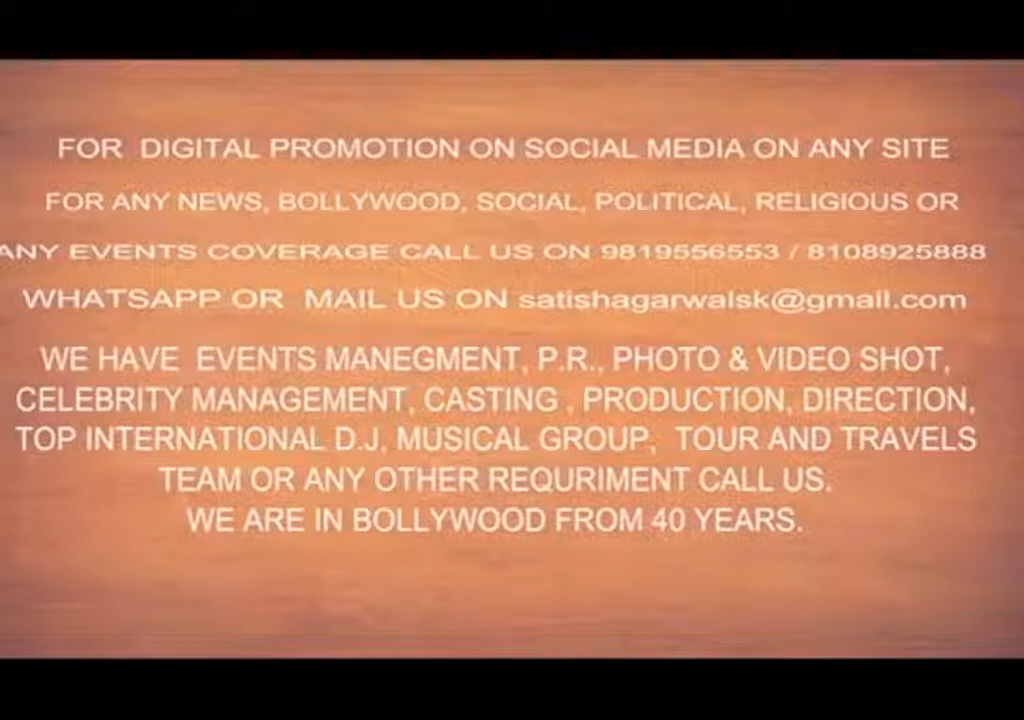 FOR DIGITAL PROMOTION ON SOCIAL MEDIA ON ANY SITE
FOR ANY NEWS, BOLLYWOOD, SOCIAL, POLITICAL, RELIGIOUS OR
ANY EVENTS COVERAGE CALL US ON 9819556553 / 8108925888
WHATSAPP OR MAIL US ON satishagarwalsk@gmail.com
WE HAVE EVENTS MANEGMENT, P.R., PHOTO & VIDEO SHOT,
CELEBRITY MANAGEMENT, CASTING , PRODUCTION, DIRECTION,
TOP INTERNATIONAL D.J, MUSICAL GROUP, TOUR AND TRAVELS
TEAM OR ANY OTHER REQURIMENT CALL US.
WE ARE IN BOLLYWOOD FROM 40 YEARS.